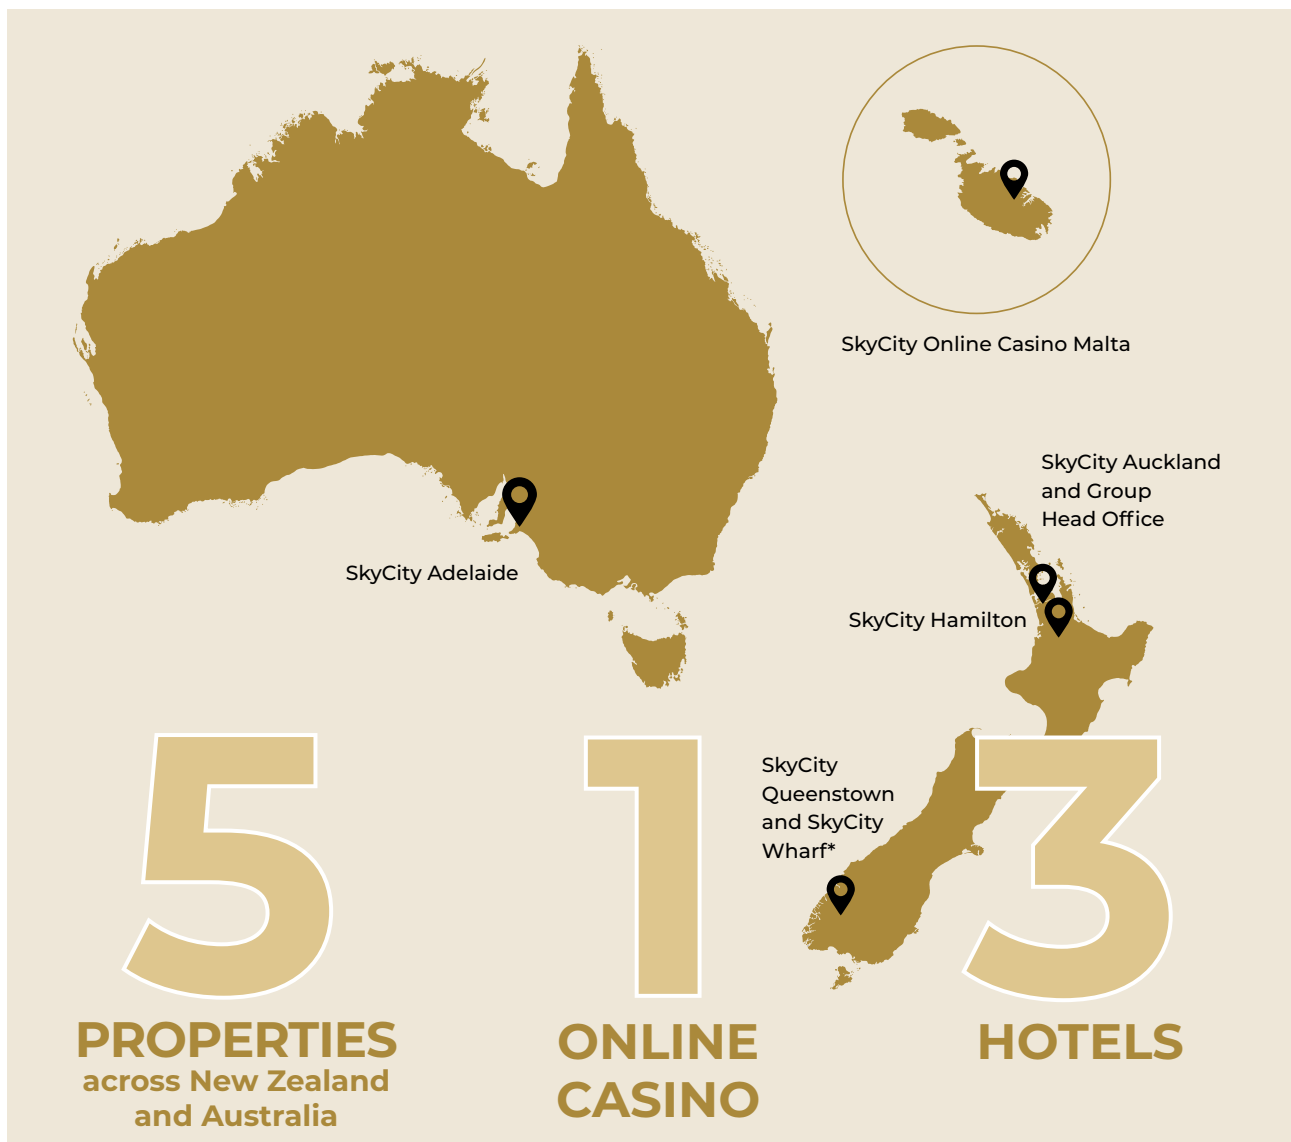 SkyCity Online Casino Malta
SkyCity Auckland
and Group
Head Office
SkyCity Adelaide
SkyCity Hamilton
SkyCity
Queenstown
and SkyCity
Wharf*
5
PROPERTIES
across New Zealand
and Australia
1
ONLINE
CASINO
3
HOTELS